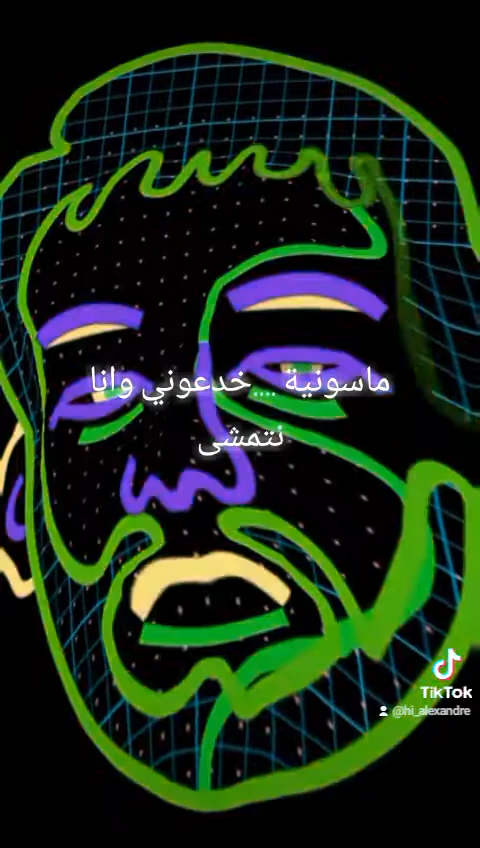 ماسونية .... خدعوني وانا
نتمشى
TikTok
@hi_alexandre